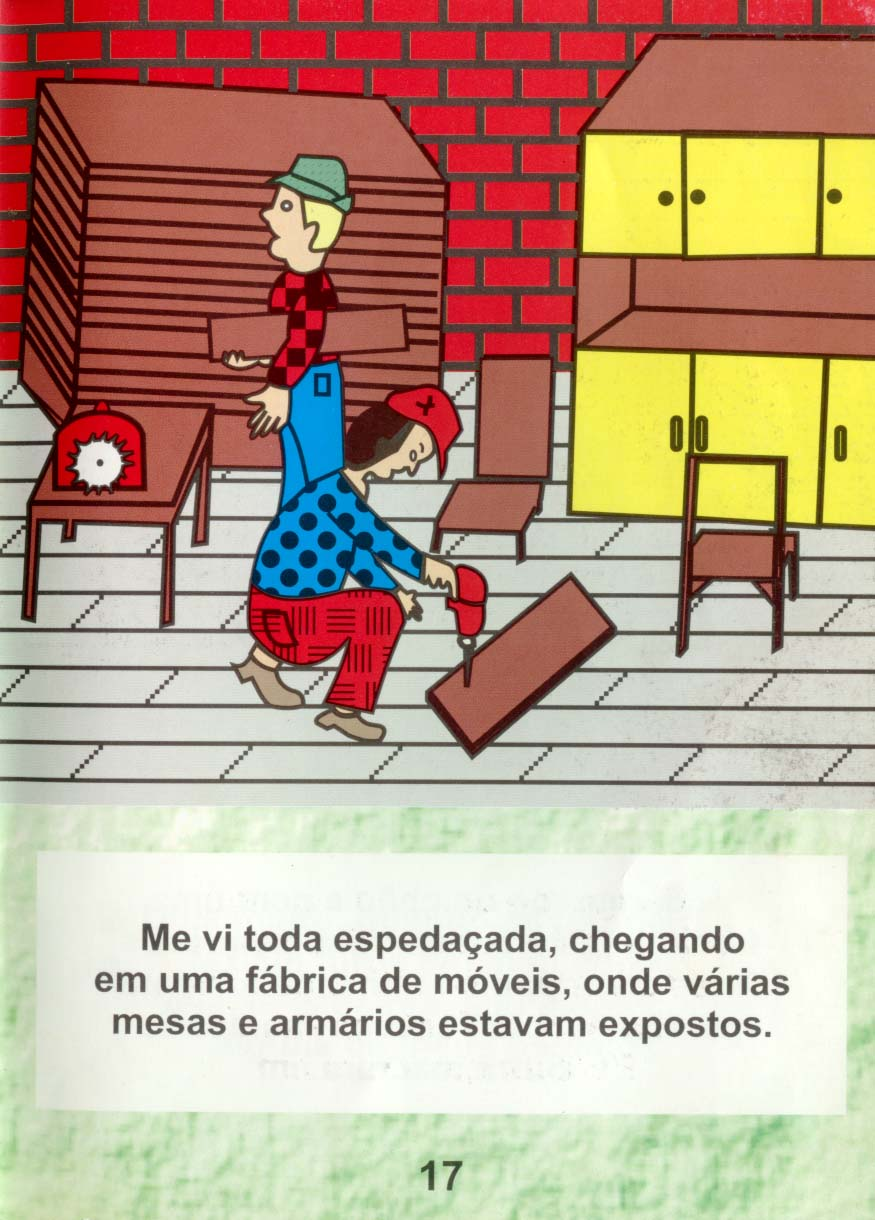 Me vi toda espedaçada, chegando
em uma fábrica de móveis, onde várias
mesas e armários estavam expostos.
17